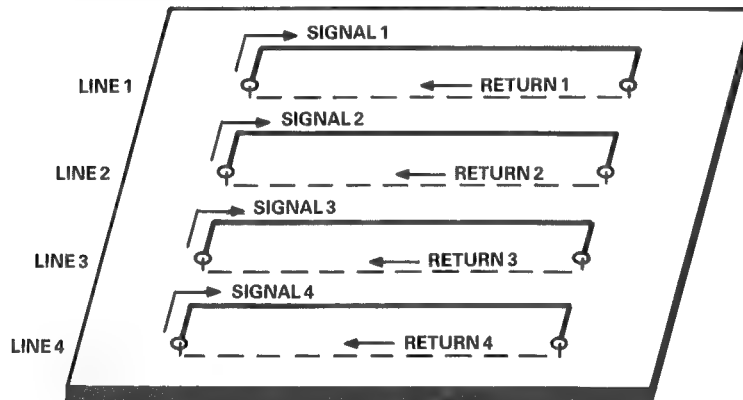 SIGNAL 1
LINE 1
RETURN 1
SIGNAL 2
LINE 2
RETURN 2
SIGNAL 3
LINE 3
RETURN 3
SIGNAL 4
LINE 4
RETURN 4